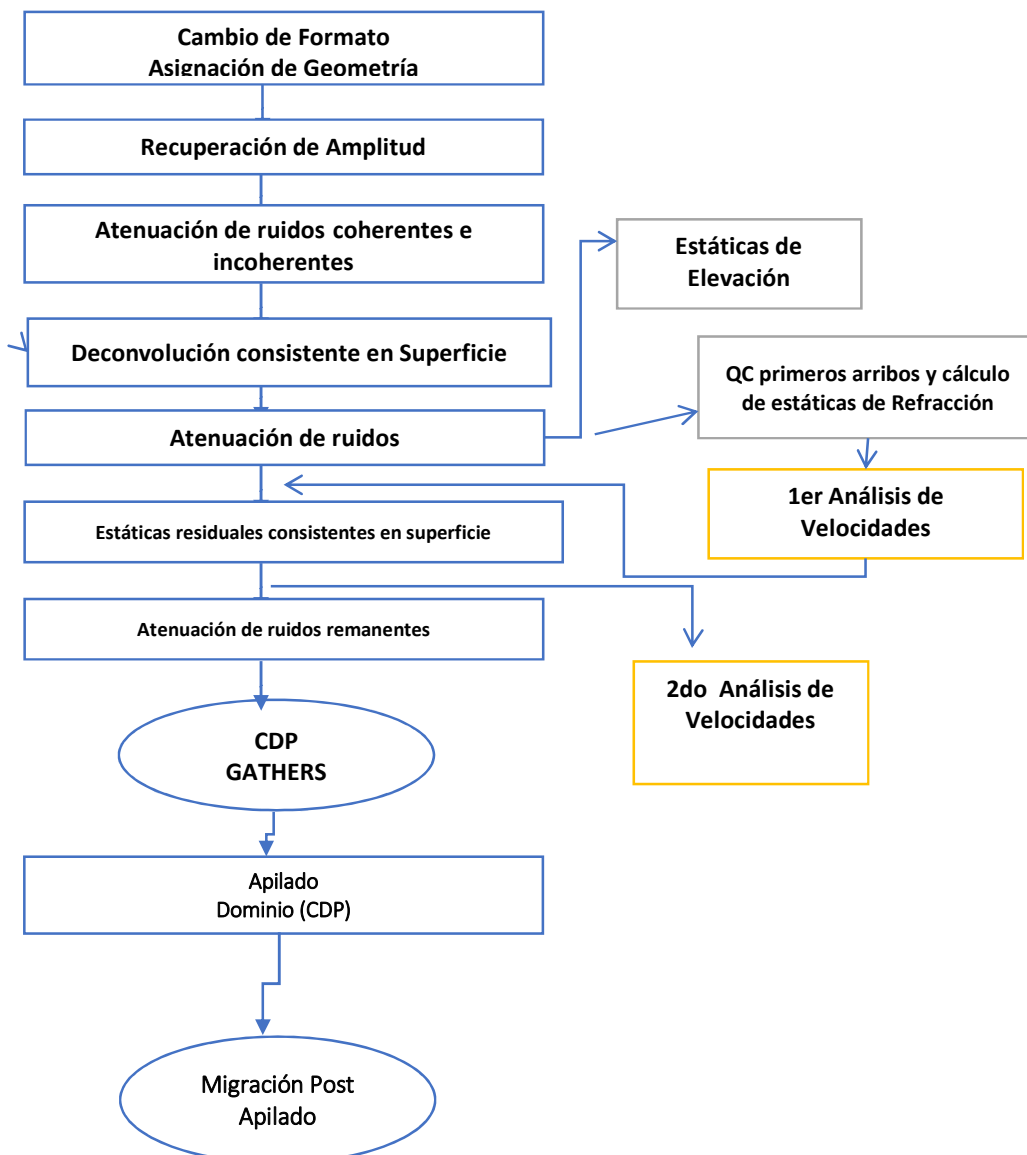 Cambio de Formato
Asignación de Geometría
Recuperación de Amplitud
Atenuación de ruidos coherentes e
incoherentes
Estáticas de
Elevación
Deconvolución consistente en Superficie
QC primeros arribos y cálculo
de estáticas de Refracción
Atenuación de ruidos
1er Análisis de
Velocidades
Estáticas residuales consistentes en superficie
Atenuación de ruidos remanentes
2do Análisis de
Velocidades
CDP
GATHERS
Apilado
Dominio (CDP)
Migración Post
Apilado